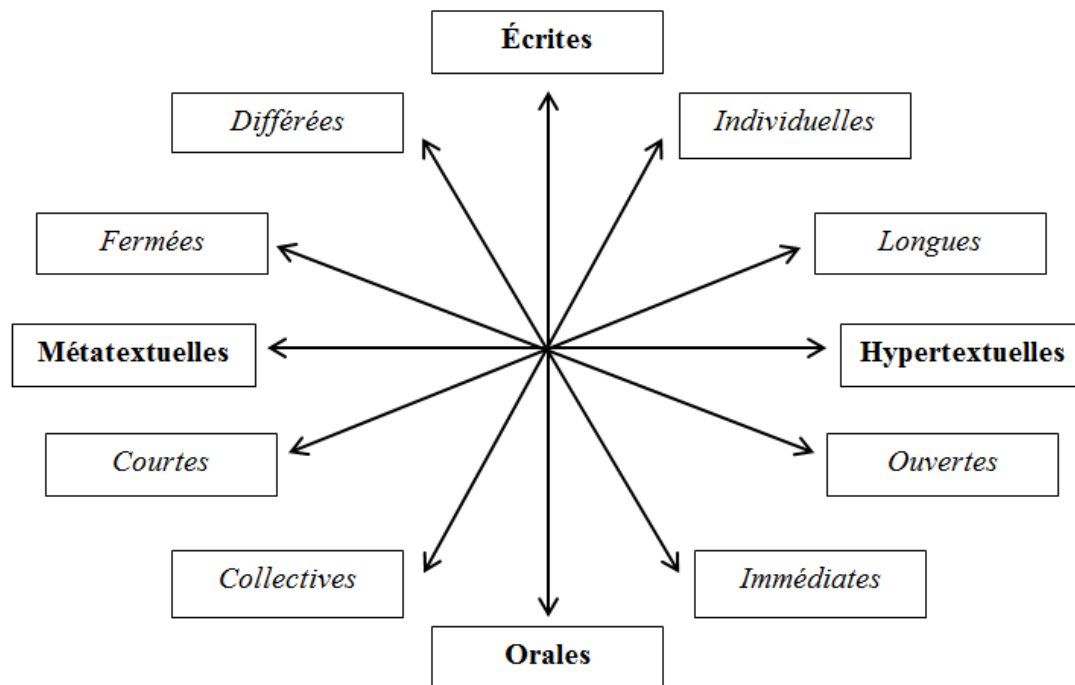 Écrites
Différées
Individuelles
Fermées
Longues
Métatextuelles
Hypertextuelles
Courtes
Ouvertes
Collectives
Immédiates
Orales